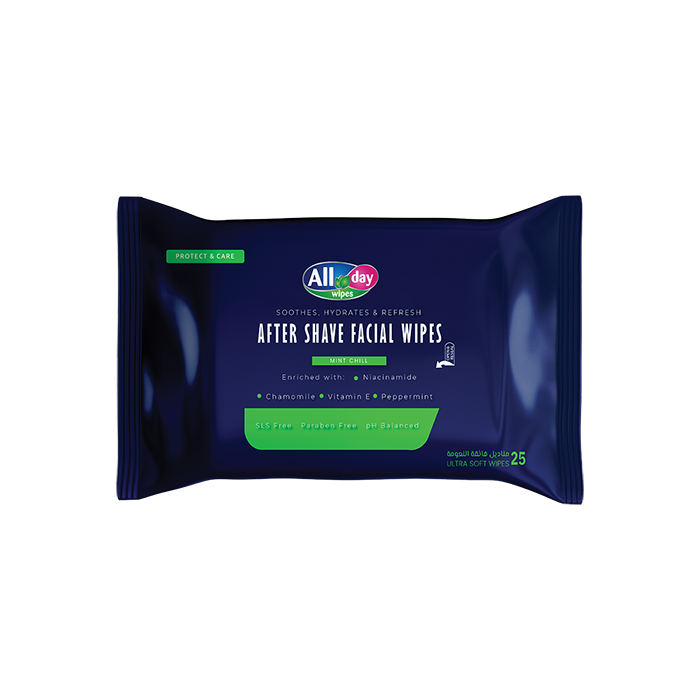 PROTECT & CARE
All day
wipes
SOOTHES, HYDRATES & REFRESH
AFTER SHAVE FACIAL WIPES
MINT CHILL
Enriched with: • Niacinamide
• Chamomile • Vitamin E • Peppermint
SLS Free Paraben Free pH Balanced
مناديل فائقة النعومة
ULTRA SOFT WIPES 25